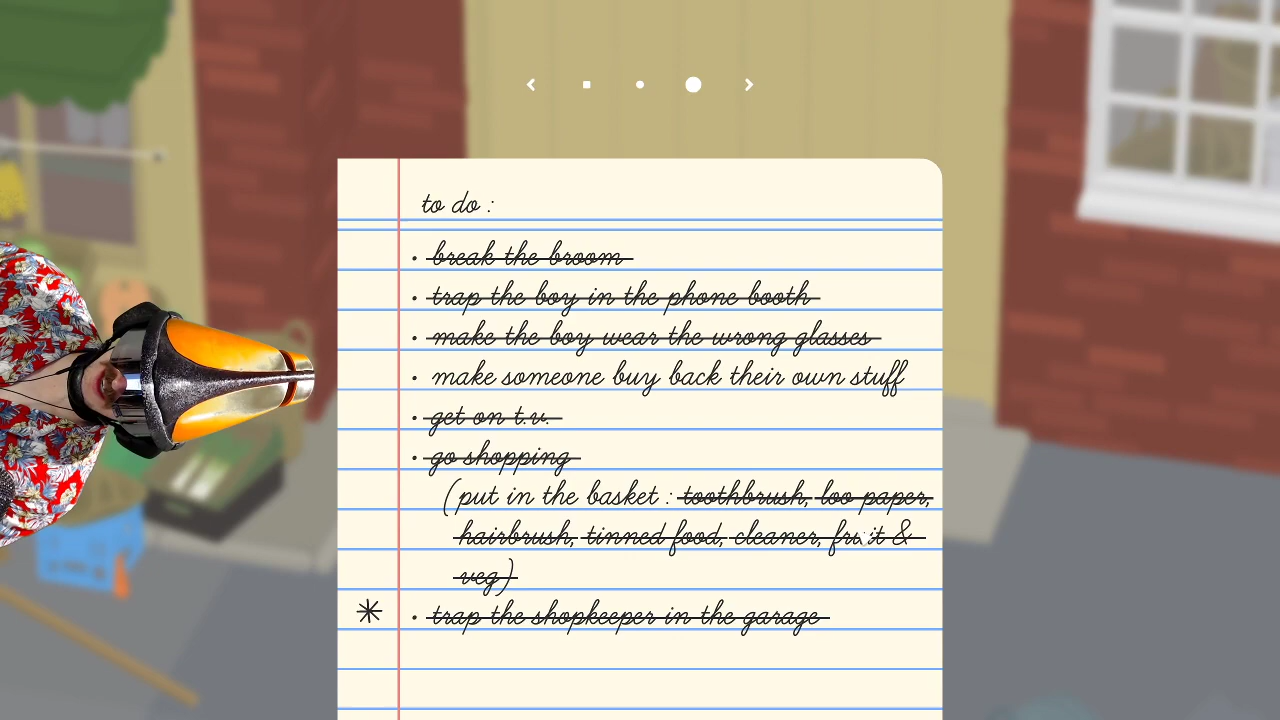 to do :
• break the broom
• trap the boy in the phone booth
• make the boy wear the wrong glasses
• make someone buy back their own stuff
• get on t.v.
• go shopping
(put in the basket : toothbrush, loo paper,
hairbrush, tinned food, cleaner, fruit &
veg)
• trap the shopkeeper in the garage